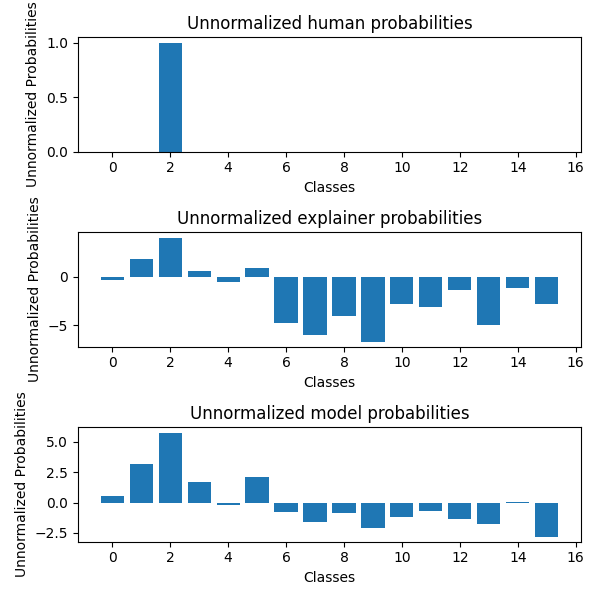 Unnormalized human probabilities
Unnormalized Probabilities
1.0
0.5
0.0
0 2 4 6 8 10 12 14 16
Classes
Unnormalized explainer probabilities
Unnormalized Probabilities
0
−5
0 2 4 6 8 10 12 14 16
Classes
Unnormalized model probabilities
Unnormalized Probabilities
5.0
2.5
0.0
−2.5
0 2 4 6 8 10 12 14 16
Classes